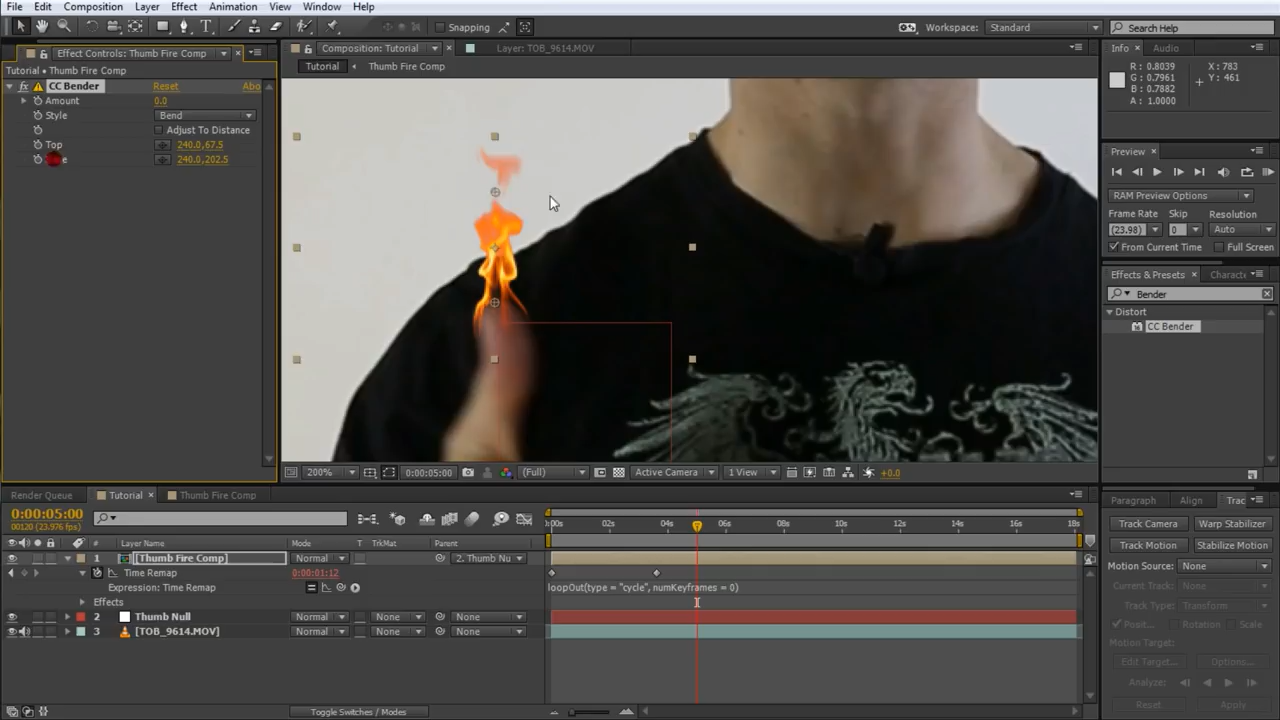 File Edit Composition Layer Effect Animation View Window Help
Snapping
Workspace: Standard
Search Help
Effect Controls: Thumb Fire Comp
Tutorial • Thumb Fire Comp
fx CC Bender Reset Abo
Amount 0.0
Style Bend
Adjust To Distance
Top 240.0,67.5
240.0,202.5
Composition: Tutorial
Layer: TOB_9614.MOV
Tutorial Thumb Fire Comp
200% 0:00:05:00 (Full) Active Camera 1 View +0.0
Info Audio
R: 0.8039 X: 783
G: 0.7961 Y: 461
B: 0.7882
A: 1.0000
Preview
RAM Preview Options
Frame Rate Skip Resolution
(23.98) 0 Auto
From Current Time Full Screen
Effects & Presets Characte
Bender
Distort
CC Bender
Paragraph Align Trac
Track Camera Warp Stabilizer
Track Motion Stabilize Motion
Motion Source: None
Current Track: None
Track Type: Transform
Posit... Rotation Scale
Motion Target:
Edit Target... Options...
Analyze:
Reset Apply
Render Queue Tutorial Thumb Fire Comp
0:00:05:00
00120 (23.976 fps)
:00s 02s 04s 06s 08s 10s 12s 14s 16s 18s
# Layer Name Mode T TrkMat Parent
1 [Thumb Fire Comp] Normal 2. Thumb Nu
Time Remap 0:00:01:12
Expression: Time Remap
loopOut(type = "cycle", numKeyframes = 0)
Effects
2 Thumb Null Normal None None
3 [TOB_9614.MOV] Normal None None
Toggle Switches / Modes